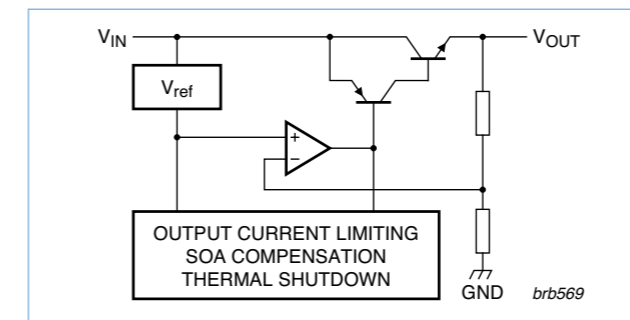 VIN
VOUT
Vref
+
−
OUTPUT CURRENT LIMITING
SOA COMPENSATION
THERMAL SHUTDOWN
GND
brb569